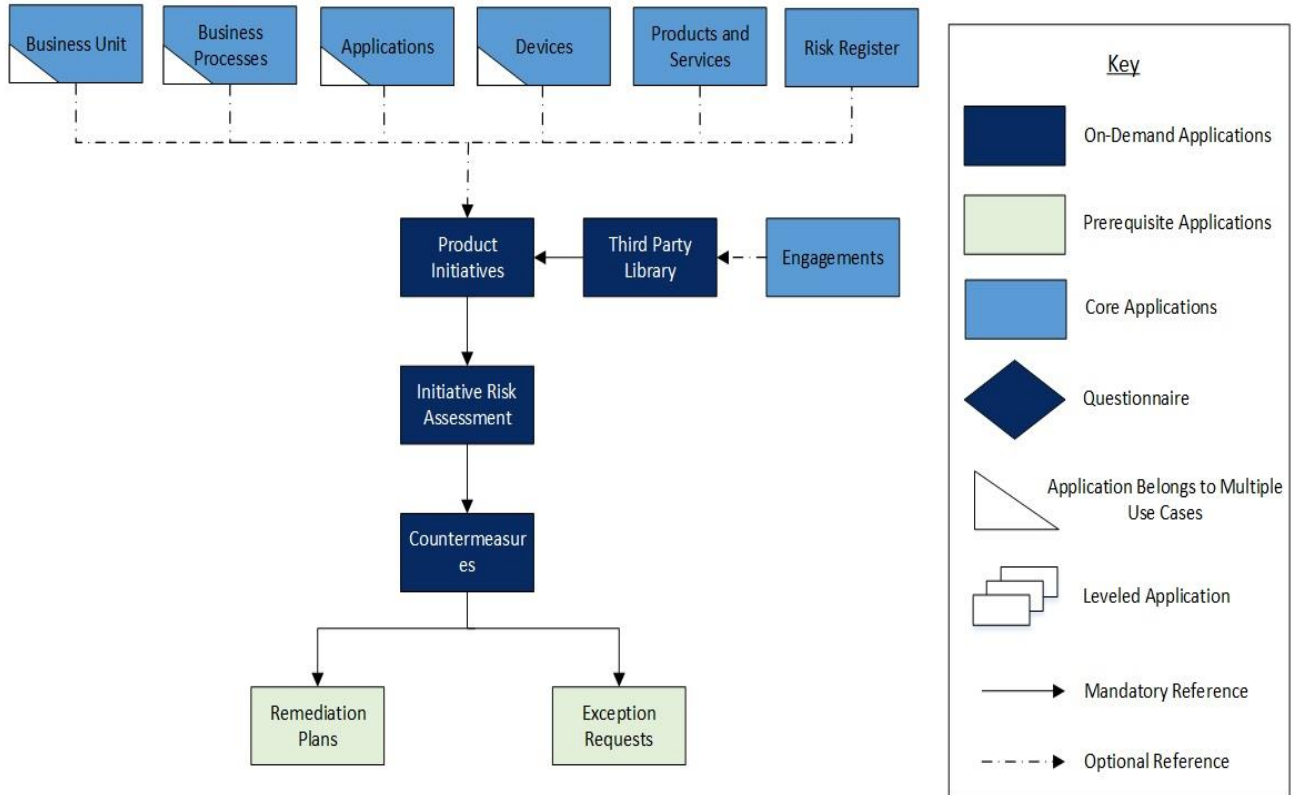 Business Unit
Business
Processes
Applications
Devices
Products and
Services
Risk Register
Product
Initiatives
Third Party
Library
Engagements
Initiative Risk
Assessment
Countermeasur
es
Remediation
Plans
Exception
Requests
Key
On-Demand Applications
Prerequisite Applications
Core Applications
Questionnaire
Application Belongs to Multiple
Use Cases
Leveled Application
Mandatory Reference
Optional Reference